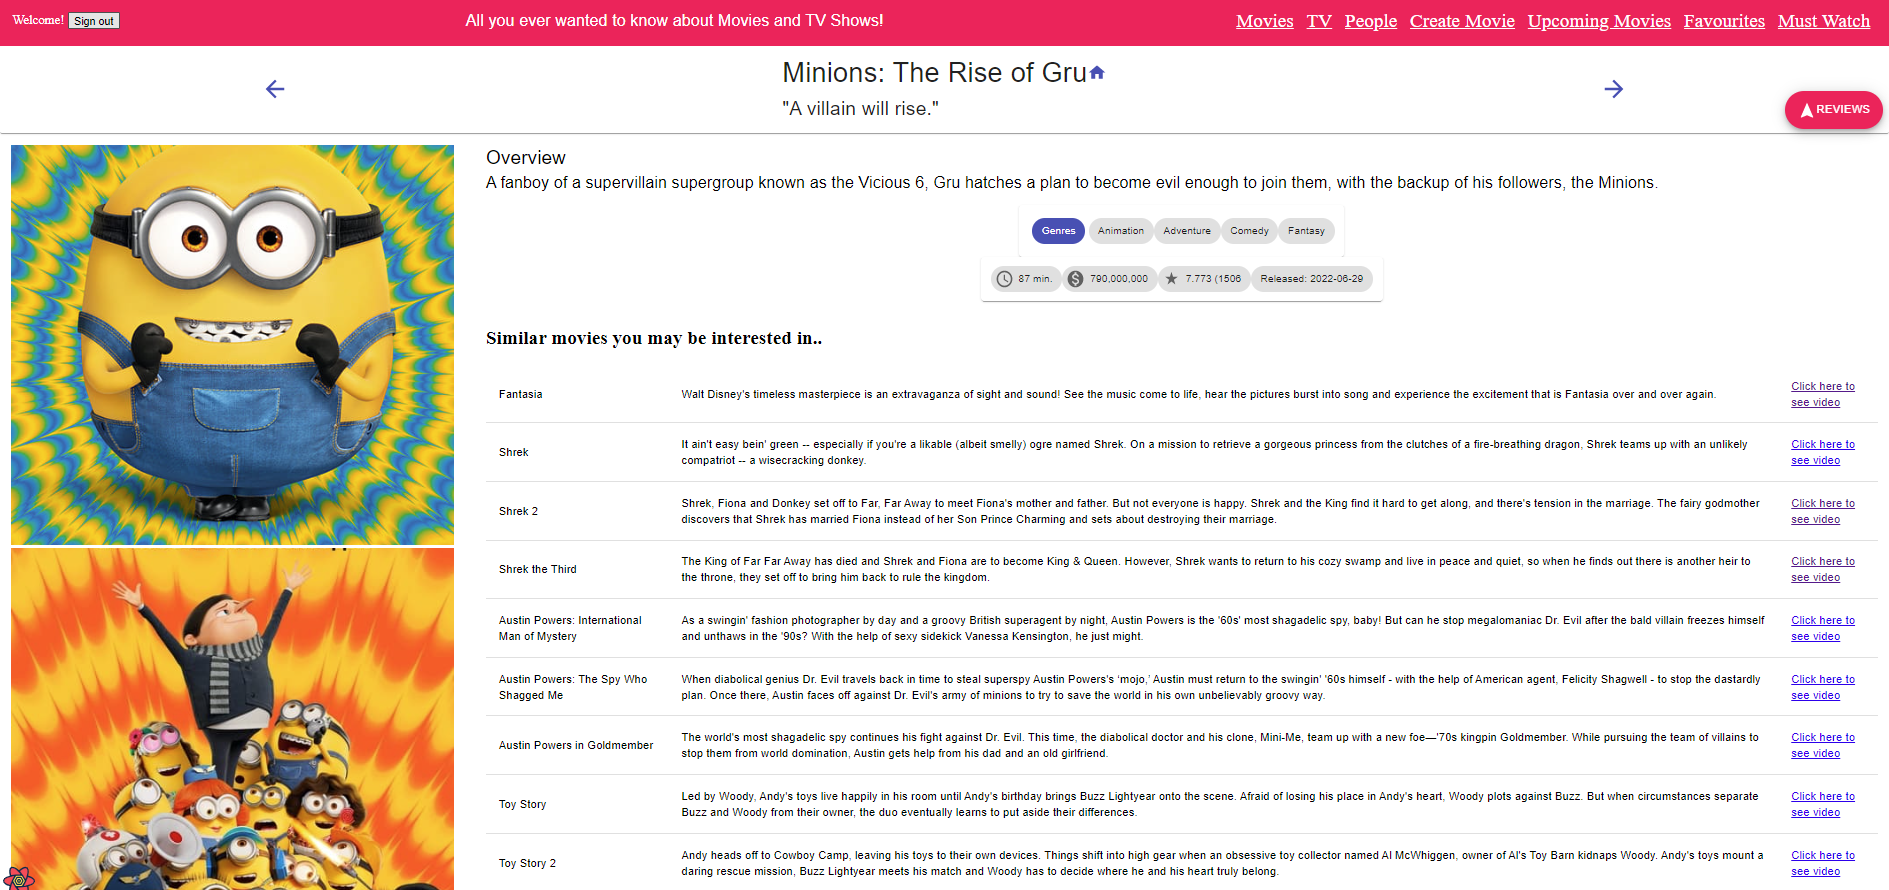 Welcome! Sign out
All you ever wanted to know about Movies and TV Shows!
Movies TV People Create Movie Upcoming Movies Favourites Must Watch
Minions: The Rise of Gru
"A villain will rise."
REVIEWS
Overview
A fanboy of a supervillain supergroup known as the Vicious 6, Gru hatches a plan to become evil enough to join them, with the backup of his followers, the Minions.
Genres Animation Adventure Comedy Fantasy
87 min. 790,000,000 7.773 (1506 Released: 2022-06-29
Similar movies you may be interested in..
Fantasia
Walt Disney's timeless masterpiece is an extravaganza of sight and sound! See the music come to life, hear the pictures burst into song and experience the excitement that is Fantasia over and over again.
Click here to
see video
Shrek
It ain't easy bein' green -- especially if you're a likable (albeit smelly) ogre named Shrek. On a mission to retrieve a gorgeous princess from the clutches of a fire-breathing dragon, Shrek teams up with an unlikely
compatriot -- a wisecracking donkey.
Click here to
see video
Shrek 2
Shrek, Fiona and Donkey set off to Far, Far Away to meet Fiona's mother and father. But not everyone is happy. Shrek and the King find it hard to get along, and there's tension in the marriage. The fairy godmother
discovers that Shrek has married Fiona instead of her Son Prince Charming and sets about destroying their marriage.
Click here to
see video
Shrek the Third
The King of Far Far Away has died and Shrek and Fiona are to become King & Queen. However, Shrek wants to return to his cozy swamp and live in peace and quiet, so when he finds out there is another heir to
the throne, they set off to bring him back to rule the kingdom.
Click here to
see video
Austin Powers: International
Man of Mystery
As a swingin' fashion photographer by day and a groovy British superagent by night, Austin Powers is the '60s' most shagadelic spy, baby! But can he stop megalomaniac Dr. Evil after the bald villain freezes himself
and unthaws in the '90s? With the help of sexy sidekick Vanessa Kensington, he just might.
Click here to
see video
Austin Powers: The Spy Who
Shagged Me
When diabolical genius Dr. Evil travels back in time to steal superspy Austin Powers's ‘mojo,’ Austin must return to the swingin' '60s himself - with the help of American agent, Felicity Shagwell - to stop the dastardly
plan. Once there, Austin faces off against Dr. Evil's army of minions to try to save the world in his own unbelievably groovy way.
Click here to
see video
Austin Powers in Goldmember
The world's most shagadelic spy continues his fight against Dr. Evil. This time, the diabolical doctor and his clone, Mini-Me, team up with a new foe—'70s kingpin Goldmember. While pursuing the team of villains to
stop them from world domination, Austin gets help from his dad and an old girlfriend.
Click here to
see video
Toy Story
Led by Woody, Andy's toys live happily in his room until Andy's birthday brings Buzz Lightyear onto the scene. Afraid of losing his place in Andy's heart, Woody plots against Buzz. But when circumstances separate
Buzz and Woody from their owner, the duo eventually learns to put aside their differences.
Click here to
see video
Toy Story 2
Andy heads off to Cowboy Camp, leaving his toys to their own devices. Things shift into high gear when an obsessive toy collector named Al McWhiggen, owner of Al's Toy Barn kidnaps Woody. Andy's toys mount a
daring rescue mission, Buzz Lightyear meets his match and Woody has to decide where he and his heart truly belong.
Click here to
see video